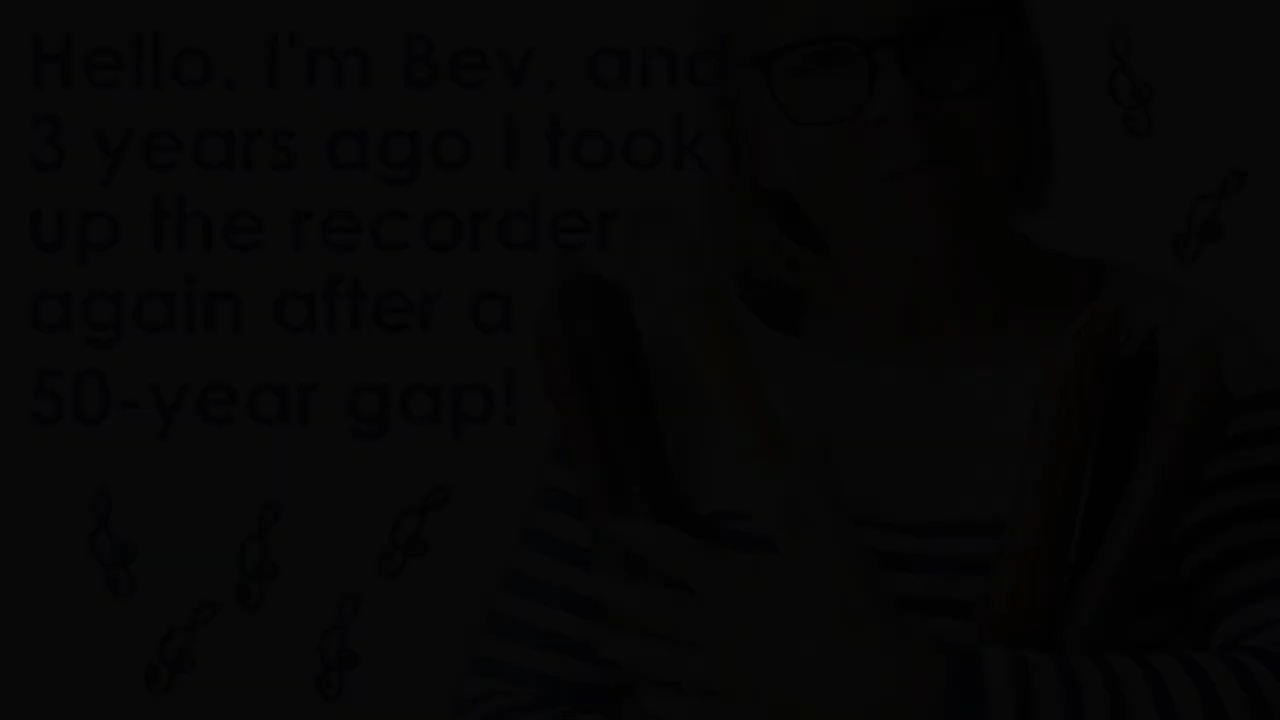 Hello. I'm Bev, and
3 years ago I took
up the recorder
again after a
50-year gap!